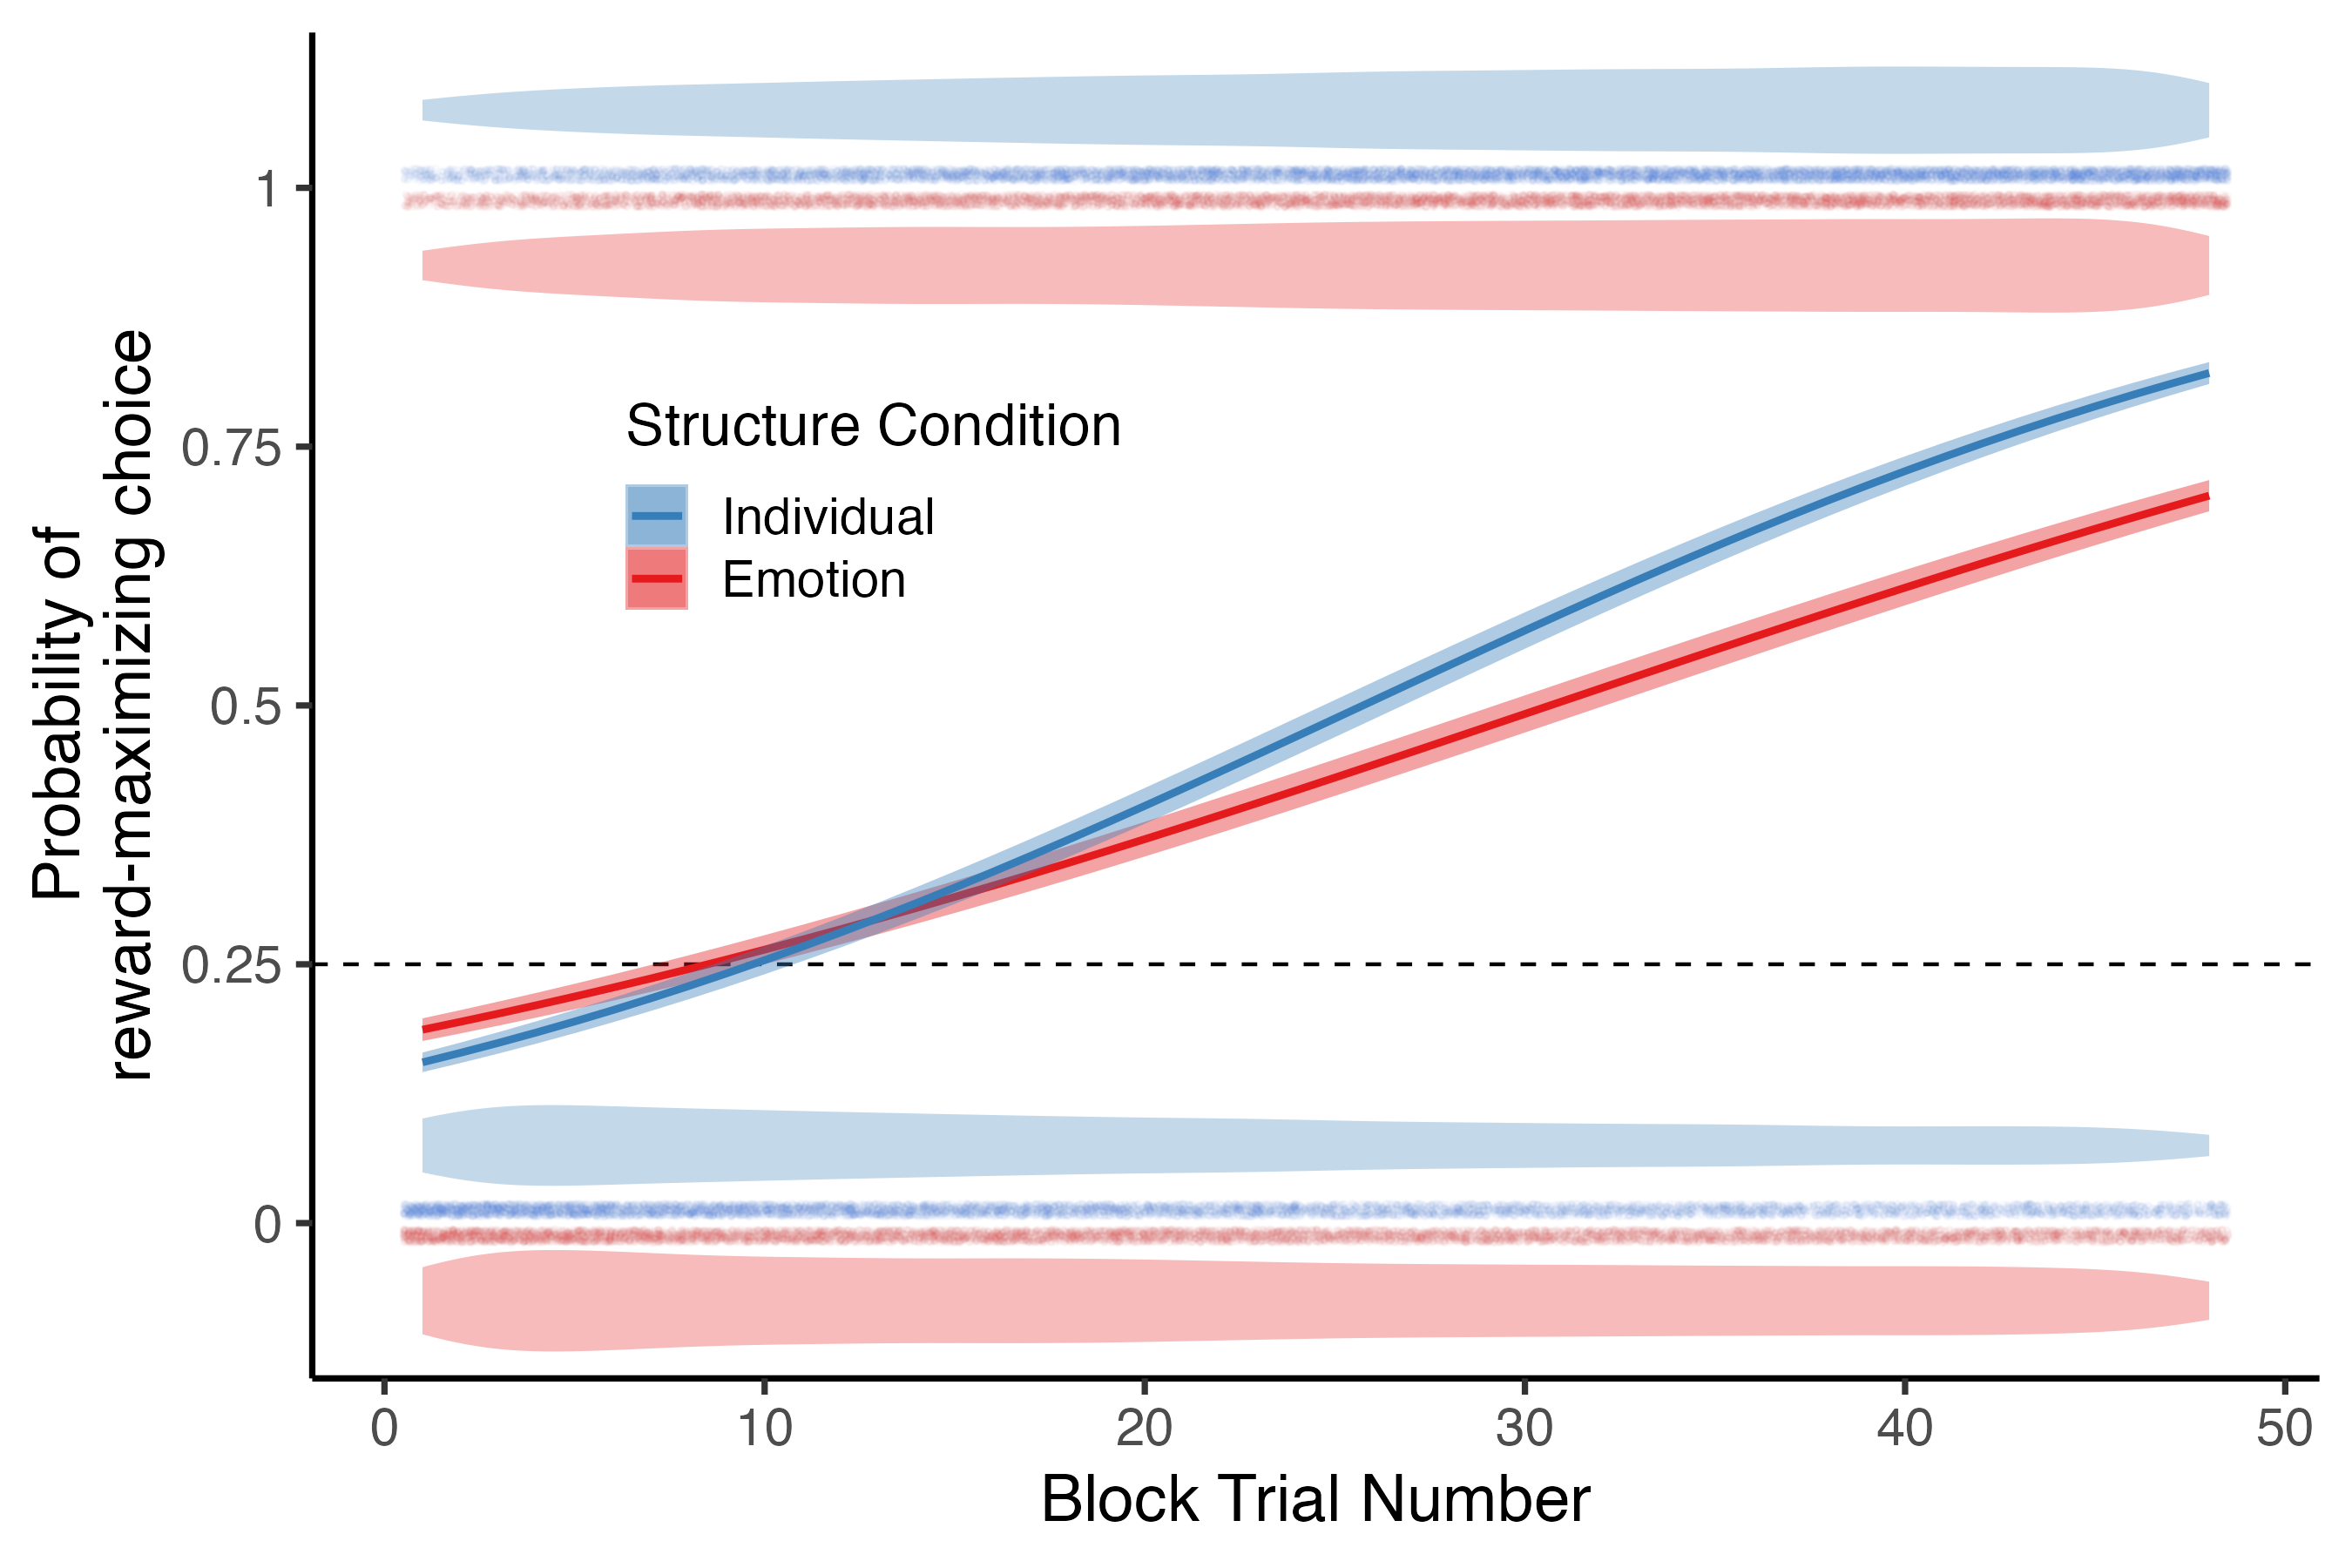 Probability of
reward-maximizing choice
1
0.75
0.5
0.25
0
Structure Condition
Individual
Emotion
0 10 20 30 40 50
Block Trial Number